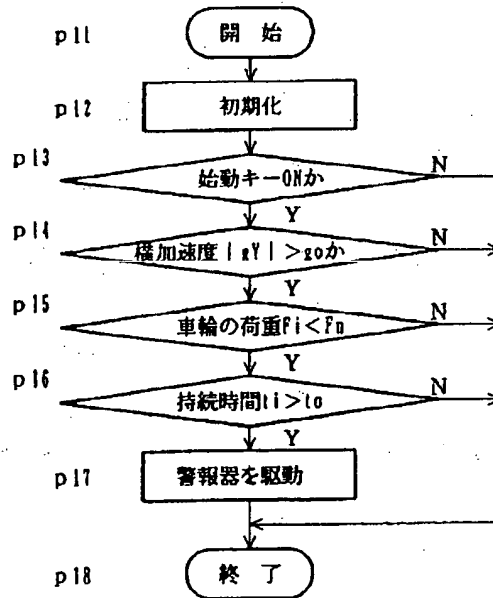 p11
開 始
p12
初期化
p13
始動キーONか
N
Y
p14
横加速度|gY|>goか
N
Y
p15
車輪の荷重Fi<Fn
N
Y
p16
持続時間ti>to
N
Y
p17
警報器を駆動
p18
終 了